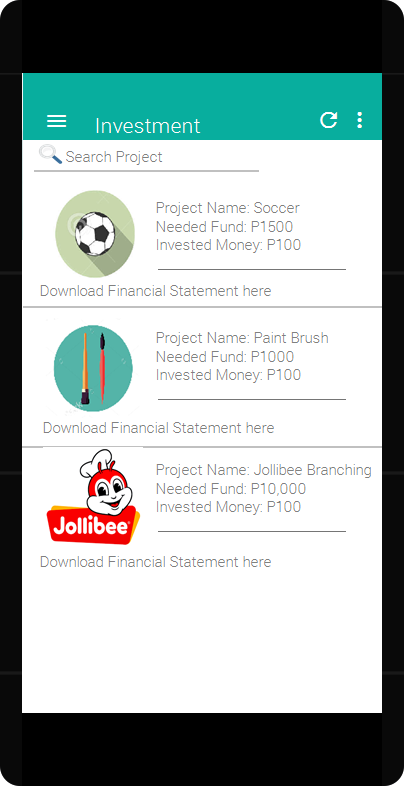 Investment
Search Project
Project Name: Soccer
Needed Fund: P1500
Invested Money: P100
Download Financial Statement here
Project Name: Paint Brush
Needed Fund: P1000
Invested Money: P100
Download Financial Statement here
Project Name: Jollibee Branching
Needed Fund: P10,000
Invested Money: P100
Jollibee
Download Financial Statement here